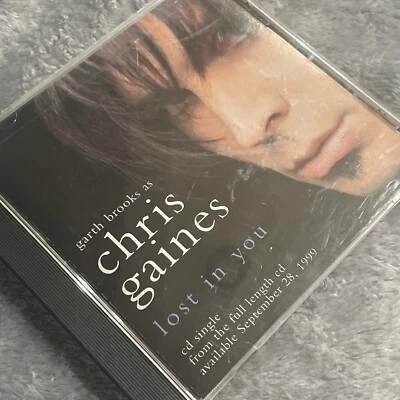 garth brooks as
chris
gaines
lost in you
cd single
from the full length cd
available September 28, 1999